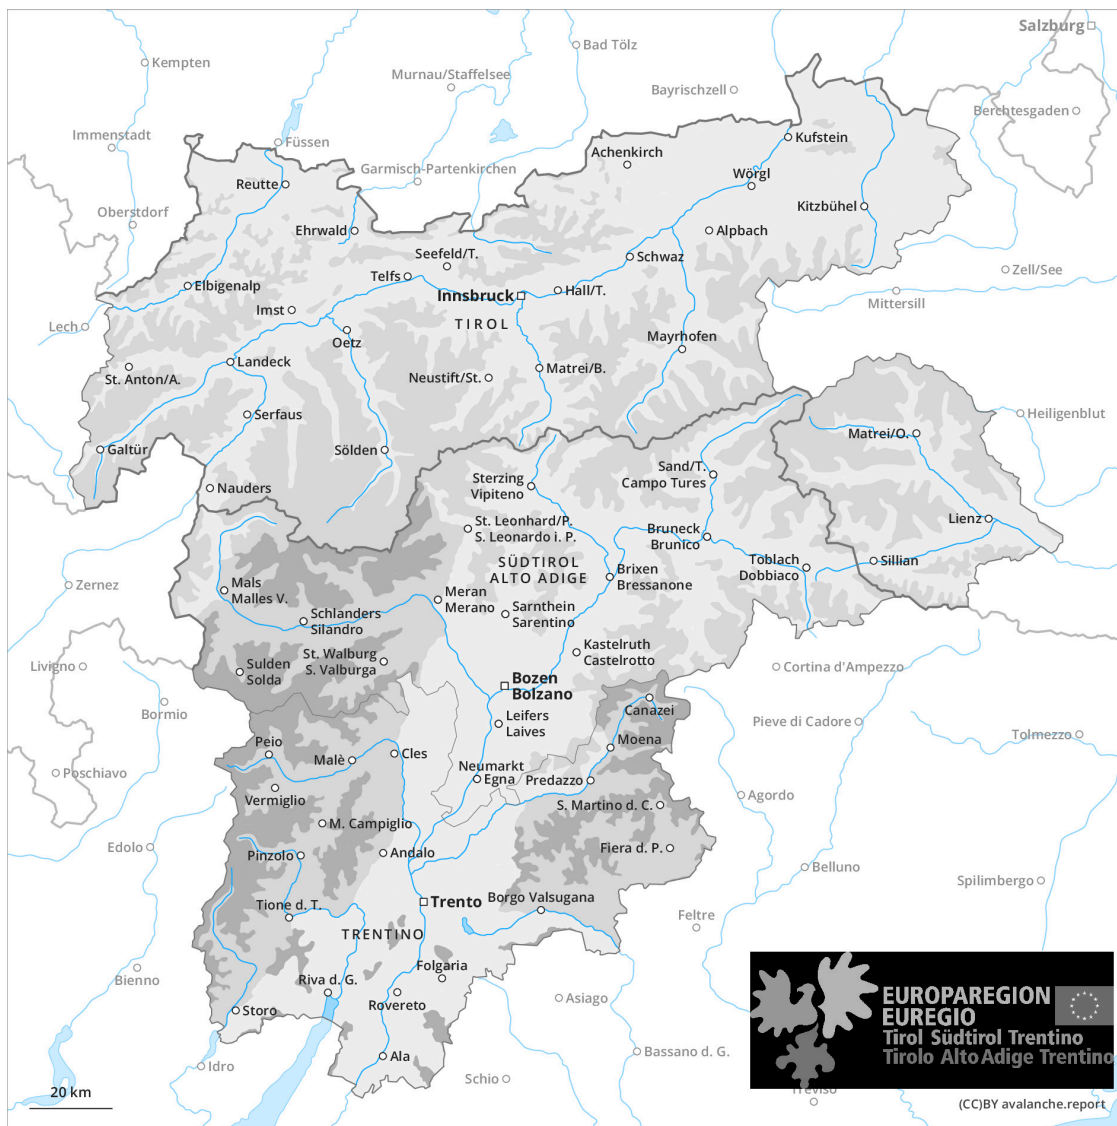 Salzburg
Kempten
Bad Tölz
Murnau/Staffelsee
Bayrischzell
Berchtesgaden
Immenstadt
Füssen
Kufstein
Achenkirch
Garmisch-Partenkirchen
Wörgl
Reutte
Oberstdorf
Kitzbühel
Ehrwald
Alpbach
Seefeld/T.
Schwaz
Zell/See
Telfs
Elbigenalp
Hall/T.
Innsbruck
Mittersill
Imst
TIROL
Lech
Oetz
Mayrhofen
Landeck
Matrei/B.
St. Anton/A.
Neustift/St.
Serfaus
Heiligenblut
Matrei/O.
Galtür
Sölden
Sand/T.
Campo Tures
Sterzing
Vipiteno
Nauders
Lienz
St. Leonhard/P.
S. Leonardo i. P.
Bruneck
Brunico
SÜDTIROL
ALTO ADIGE
Toblach
Dobbiaco
Sillian
Brixen
Bressanone
Zernez
Mals
Malles V.
Meran
Merano
Schlanders
Silandro
Sarnthein
Sarentino
Kastelruth
Castelrotto
St. Walburg
S. Valburga
Livigno
Sulden
Solda
Cortina d'Ampezzo
Bozen
Bolzano
Bormio
Canazei
Leifers
Laives
Pieve di Cadore
Tolmezzo
Moena
Peio
Cles
Malè
Poschiavo
Neumarkt
Egna
Predazzo
Vermiglio
Agordo
S. Martino d. C.
M. Campiglio
Edolo
Fiera d. P.
Pinzolo
Andalo
Belluno
Spilimbergo
Borgo Valsugana
Trento
Tione d. T.
Feltre
TRENTINO
Folgaria
Bienno
Riva d. G.
Asiago
Rovereto
Storo
EUROPAREGION
EUREGIO
Tirol Südtirol Trentino
Tirolo Alto Adige Trentino
Ala
Bassano d. G.
Idro
Schio
Treviso
20 km
(CC)BY avalanche.report